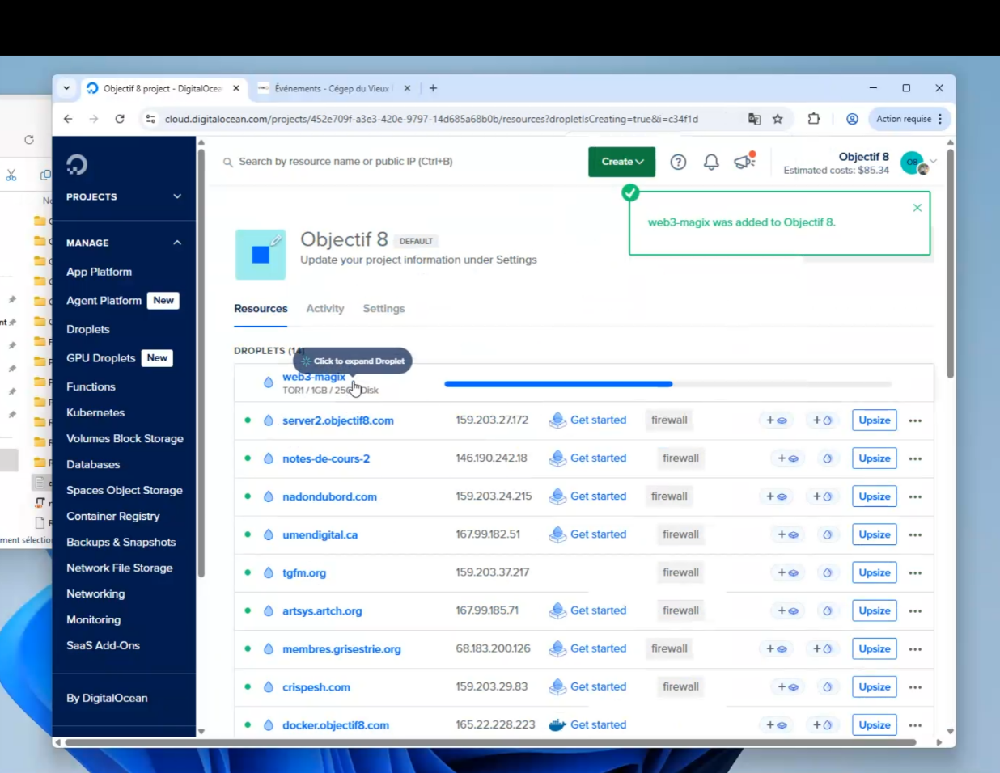 Objectif 8 project - DigitalOcea
Événements - Cégep du Vieux
cloud.digitalocean.com/projects/452e709f-a3e3-420e-9797-14d685a68b0b/resources?dropletIsCreating=true&i=c34f1d
Action requise
Search by resource name or public IP (Ctrl+B)
Create
Objectif 8
Estimated costs: $85.34
OB
web3-magix was added to Objectif 8.
PROJECTS
MANAGE
App Platform
Agent Platform New
Droplets
GPU Droplets New
Functions
Kubernetes
Volumes Block Storage
Databases
Spaces Object Storage
Container Registry
Backups & Snapshots
Network File Storage
Networking
Monitoring
SaaS Add-Ons
By DigitalOcean
Objectif 8 DEFAULT
Update your project information under Settings
Resources Activity Settings
DROPLETS (14)
Click to expand Droplet
web3-magix
TOR1 / 1GB / 25GB Disk
server2.objectif8.com 159.203.27.172 Get started firewall Upsize
notes-de-cours-2 146.190.242.18 Get started firewall Upsize
nadondubord.com 159.203.24.215 Get started firewall Upsize
umendigital.ca 167.99.182.51 Get started firewall Upsize
tgfm.org 159.203.37.217 firewall Upsize
artsys.artch.org 167.99.185.71 Get started firewall Upsize
membres.grisestrie.org 68.183.200.126 Get started firewall Upsize
crispesh.com 159.203.29.83 Get started firewall Upsize
docker.objectif8.com 165.22.228.223 Get started Upsize